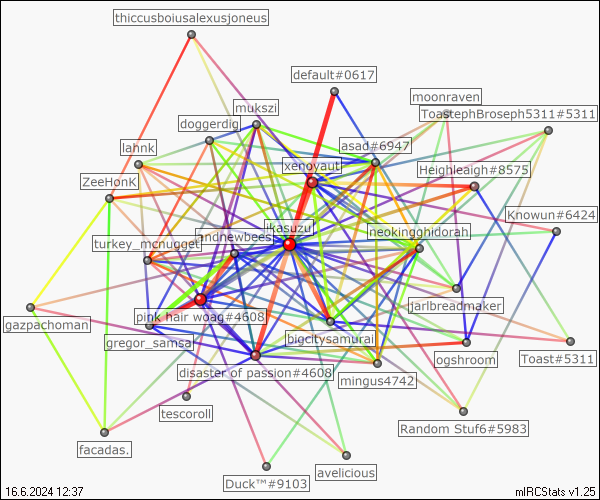 thiccusboiusalexusjoneus
default#0617
moonraven
mukszi
ToastephBroseph5311#5311
doggerdig
asad#6947
lahnk
xenoyaut
Heighleaigh#8575
ZeeHonK
Knowun#6424
ikasuzu
neokingghidorah
andnewbees
turkey_mcnugget
jarlbreadmaker
pink hair woag#4608
gazpachoman
bigcitysamurai
gregor_samsa
ogshroom
Toast#5311
disaster of passion#4608
mingus4742
tescoroll
Random Stuf6#5983
facadas.
avelicious
Duck™#9103
16.6.2024 12:37
mIRCStats v1.25